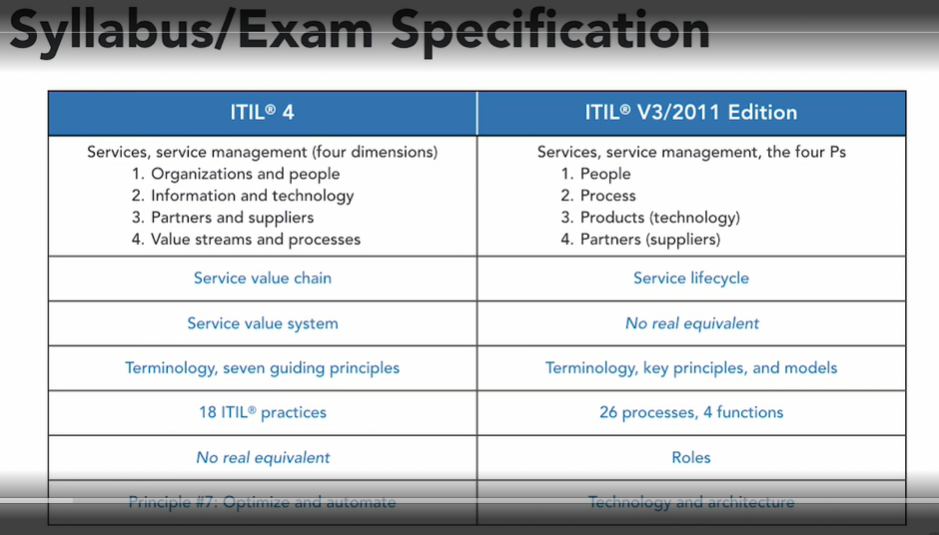 Syllabus/Exam Specification
ITIL® 4
ITIL® V3/2011 Edition
Services, service management (four dimensions)
1. Organizations and people
2. Information and technology
3. Partners and suppliers
4. Value streams and processes
Services, service management, the four Ps
1. People
2. Process
3. Products (technology)
4. Partners (suppliers)
Service value chain
Service lifecycle
Service value system
No real equivalent
Terminology, seven guiding principles
Terminology, key principles, and models
18 ITIL® practices
26 processes, 4 functions
No real equivalent
Roles
Principle #7: Optimize and automate
Technology and architecture